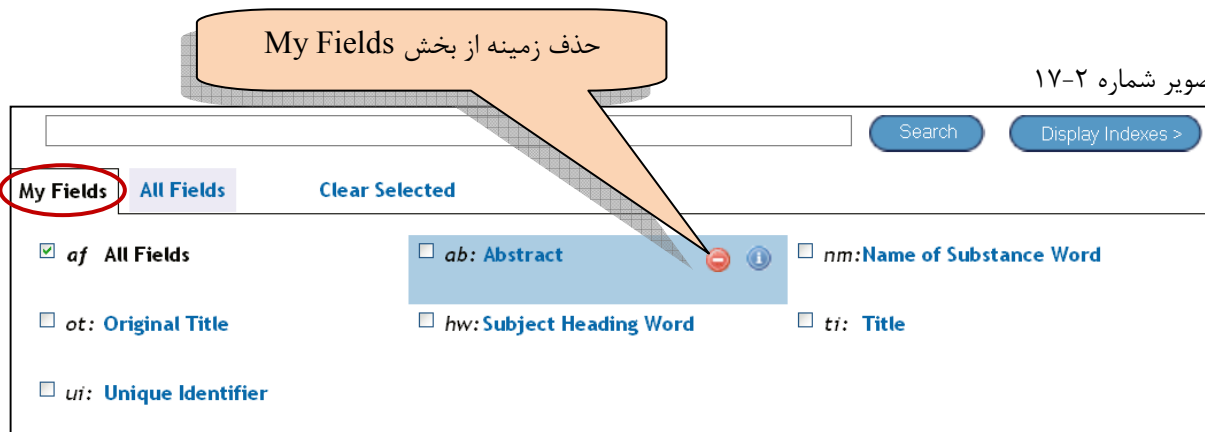 حذف زمینه از بخش My Fields
صویر شماره ۲-۱۷
Search Display Indexes >
My Fields All Fields Clear Selected
af All Fields ab: Abstract nm: Name of Substance Word
ot: Original Title hw: Subject Heading Word ti: Title
ui: Unique Identifier